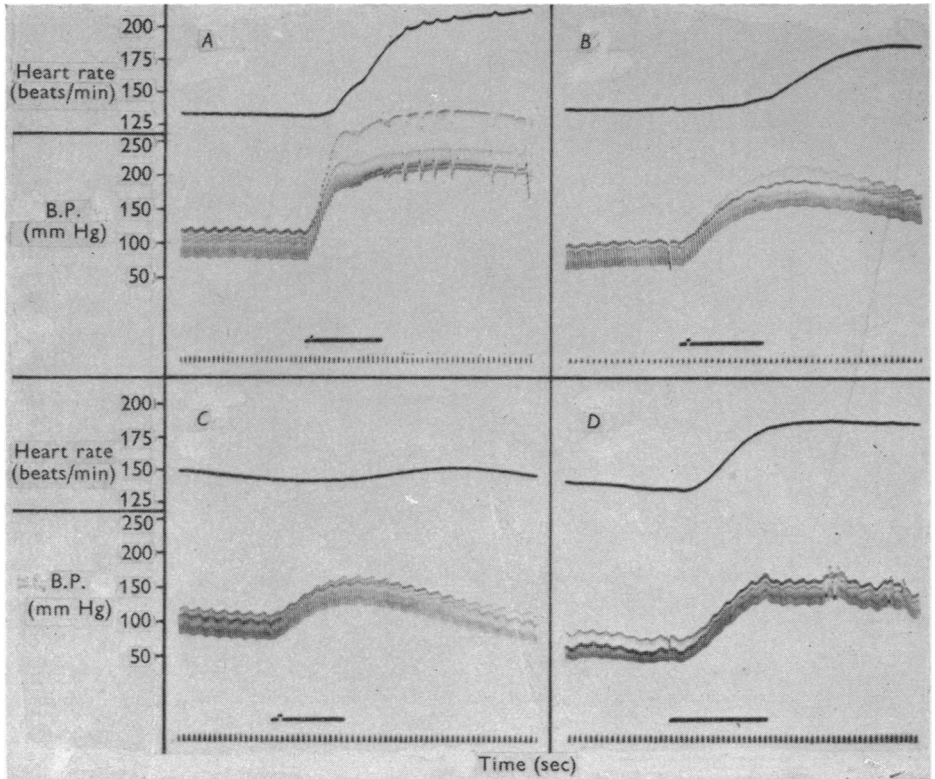 200
175
150
125
Heart rate
(beats/min)
A
B
250
200
150
100
50
B.P.
(mm Hg)
200
175
150
125
Heart rate
(beats/min)
C
D
250
200
150
100
50
B.P.
(mm Hg)
Time (sec)